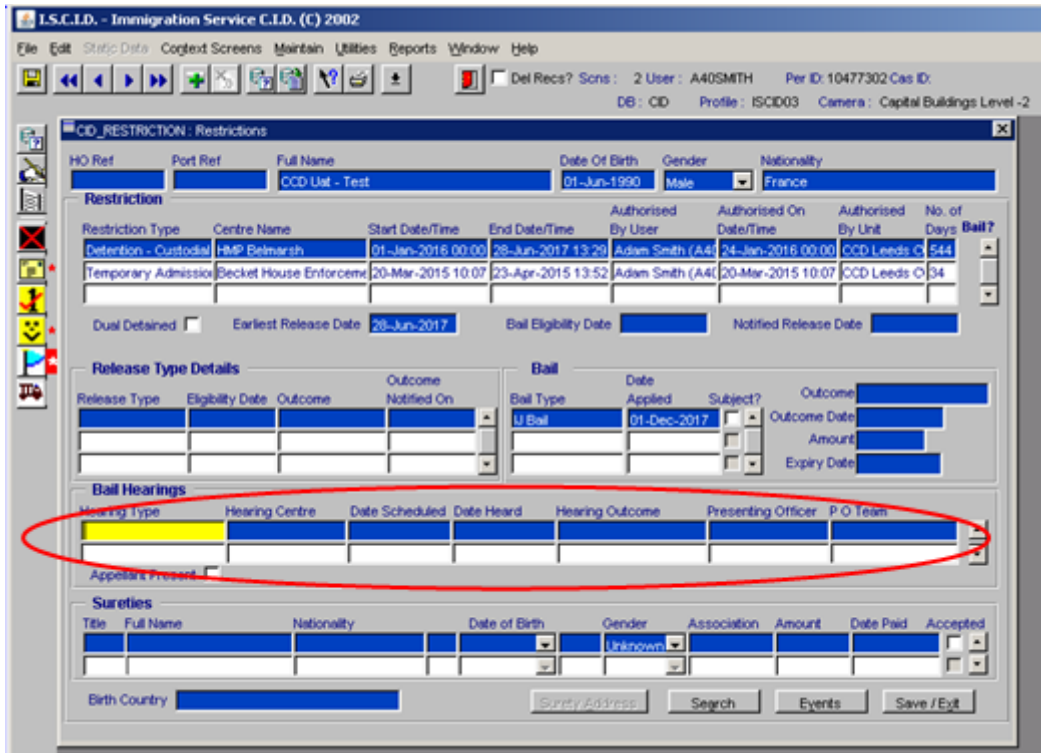 I.S.C.I.D. - Immigration Service C.I.D. (C) 2002
File Edit Static Data Context Screens Maintain Utilities Reports Window Help
Del Recs? Scns : 2 User : A40SMITH Per ID: 10477302 Cas ID:
DB : CID Profile : ISCID03 Camera : Capital Buildings Level -2
CID_RESTRICTION : Restrictions
HO Ref Port Ref Full Name Date Of Birth Gender Nationality
CCD Uat - Test 01-Jun-1990 Male France
Restriction
Authorised Authorised On Authorised No. of
Restriction Type Centre Name Start Date/Time End Date/Time By User Date/Time By Unit Days Bail?
Detention - Custodial HMP Belmarsh 01-Jan-2016 00:00 28-Jun-2017 13:29 Adam Smith (A40 24-Jan-2016 00:00 CCD Leeds C 544
Temporary Admission Becket House Enforceme 20-Mar-2015 10:07 23-Apr-2015 13:52 Adam Smith (A40 20-Mar-2015 10:07 CCD Leeds C 34
Dual Detained Earliest Release Date 28-Jun-2017 Bail Eligibility Date Notified Release Date
Release Type Details Bail
Outcome Date
Release Type Eligibility Date Outcome Notified On Bail Type Applied Subject? Outcome
IJ Bail 01-Dec-2017 Outcome Date
Amount
Expiry Date
Bail Hearings
Hearing Type Hearing Centre Date Scheduled Date Heard Hearing Outcome Presenting Officer P O Team
Appellant Present
Sureties
Title Full Name Nationality Date of Birth Gender Association Amount Date Paid Accepted
Unknown
Birth Country Surety Address Search Events Save / Exit